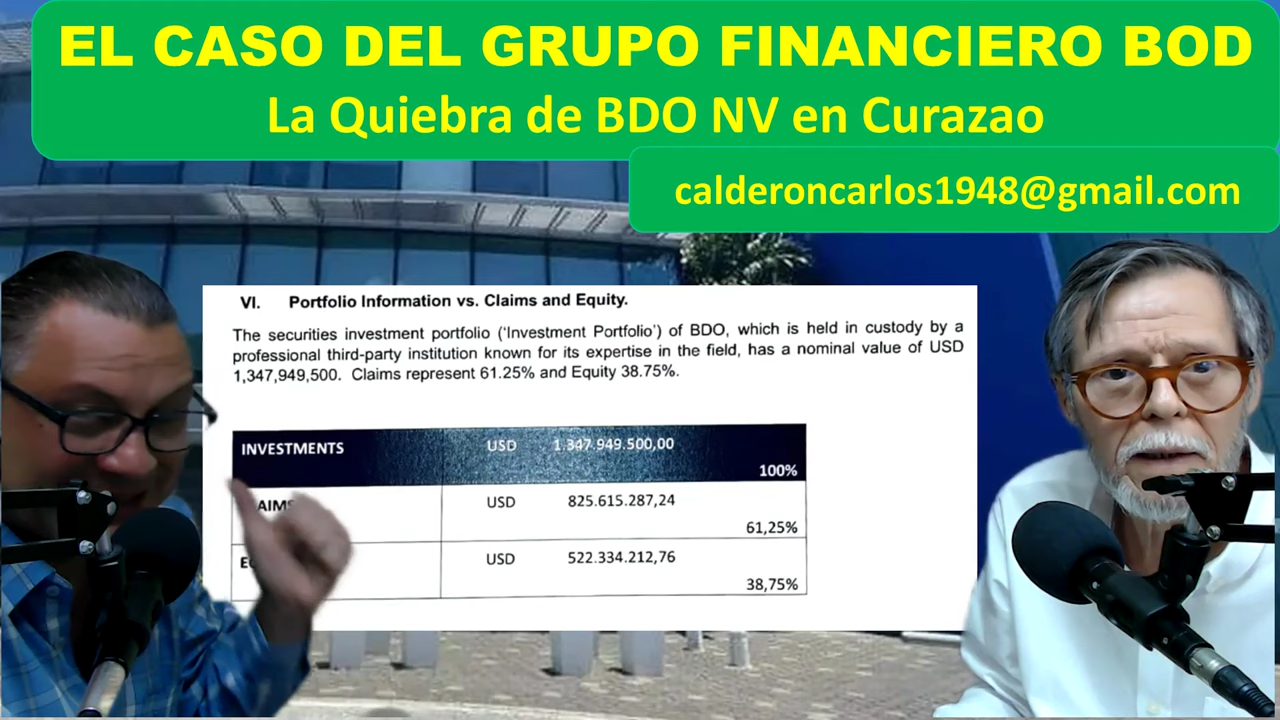 EL CASO DEL GRUPO FINANCIERO BOD
La Quiebra de BDO NV en Curazao
calderoncarlos1948@gmail.com
VI. Portfolio Information vs. Claims and Equity.
The securities investment portfolio ('Investment Portfolio') of BDO, which is held in custody by a
professional third-party institution known for its expertise in the field, has a nominal value of USD
1,347,949,500. Claims represent 61.25% and Equity 38.75%.
INVESTMENTS USD 1.347.949.500,00
100%
USD 825.615.287,24
61,25%
USD 522.334.212,76
38,75%